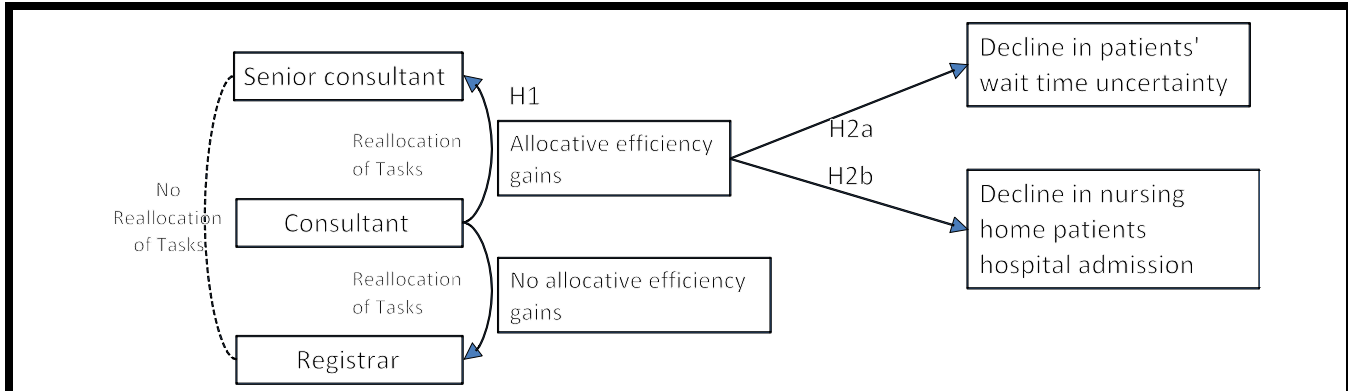 Senior consultant
H1
Reallocation
of Tasks
Allocative efficiency
gains
No
Reallocation
of Tasks
Consultant
Reallocation
of Tasks
No allocative efficiency
gains
Registrar
H2a
H2b
Decline in patients'
wait time uncertainty
Decline in nursing
home patients
hospital admission